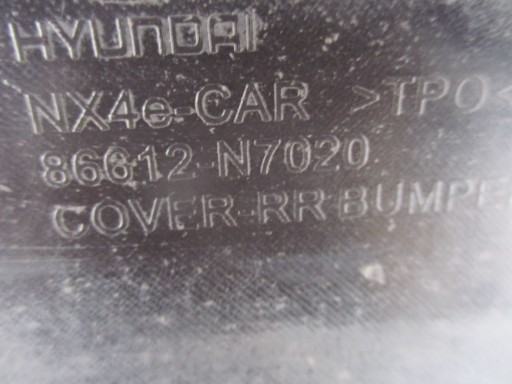 HYUNDAI
NX4e-CAR >TPO<
86612-N7020
COVER-RR BUMPE